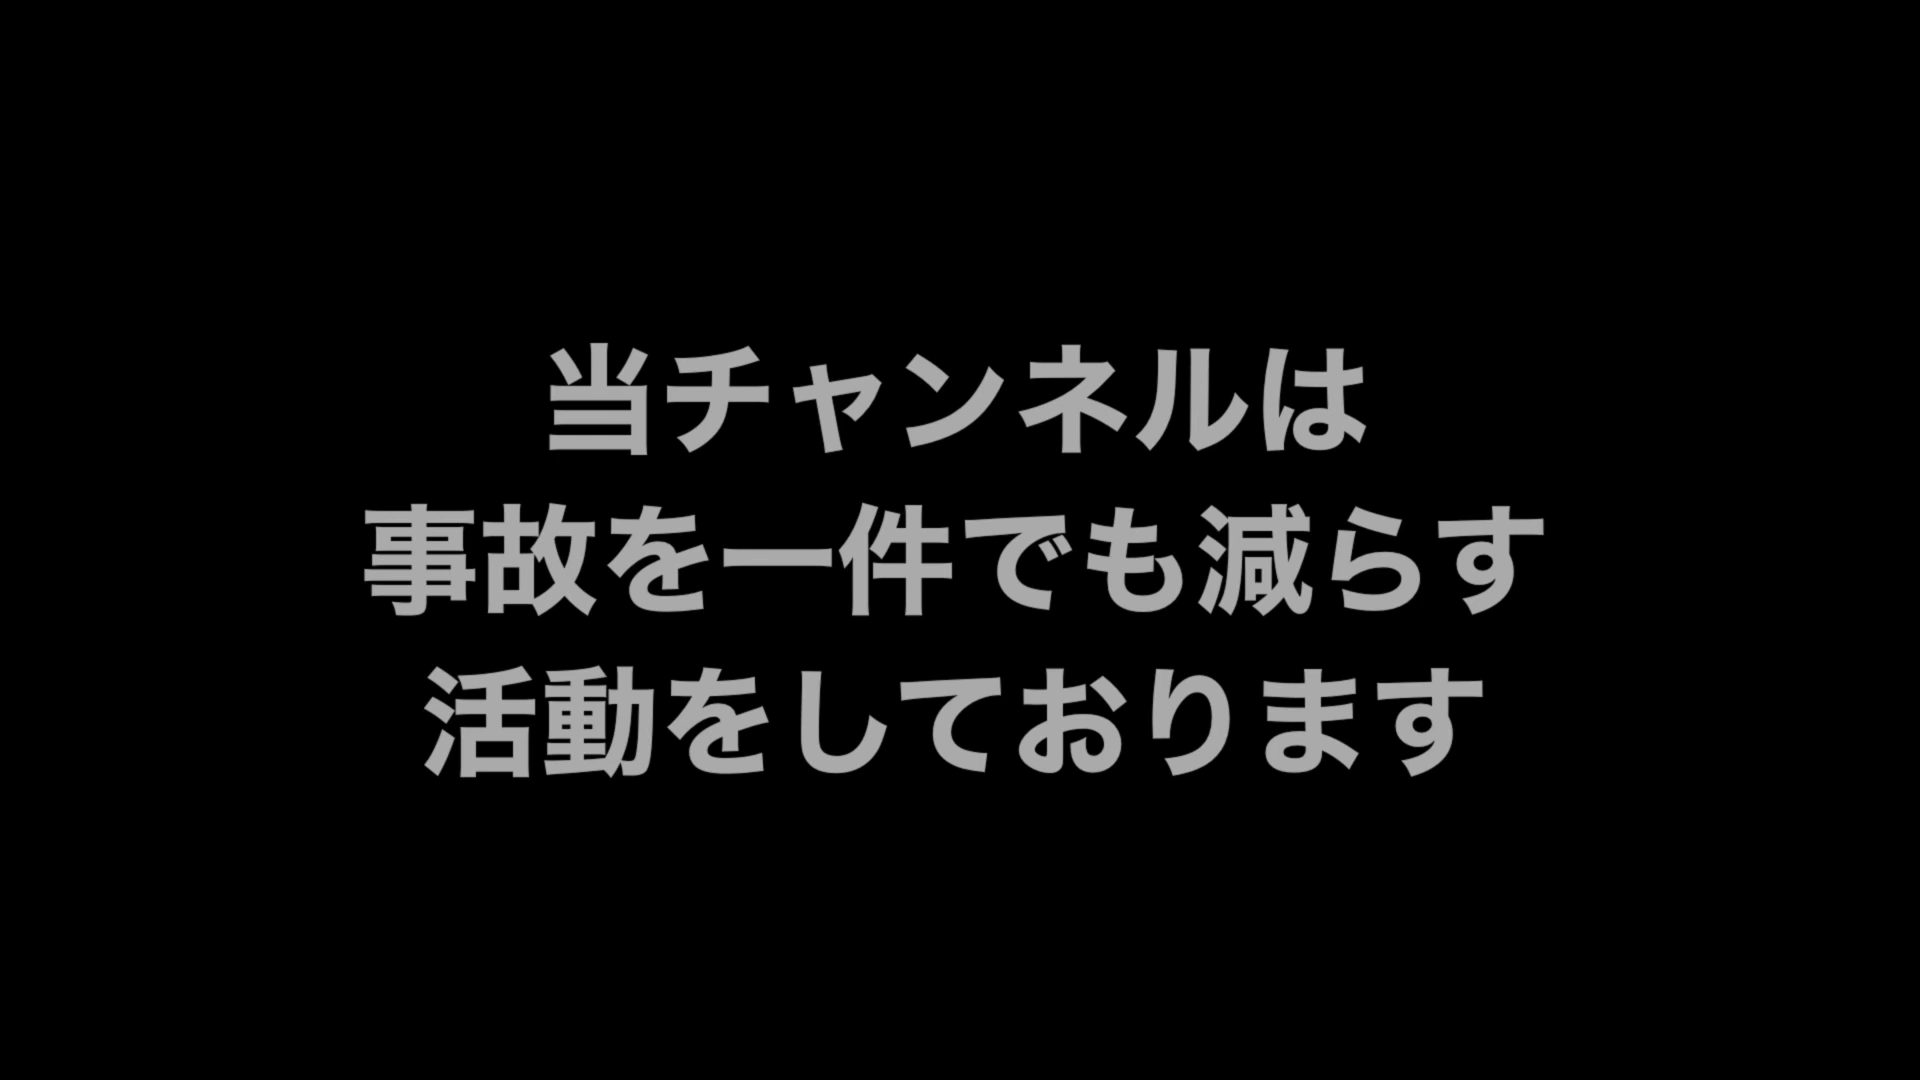 当チャンネルは
事故を一件でも減らす
活動をしております